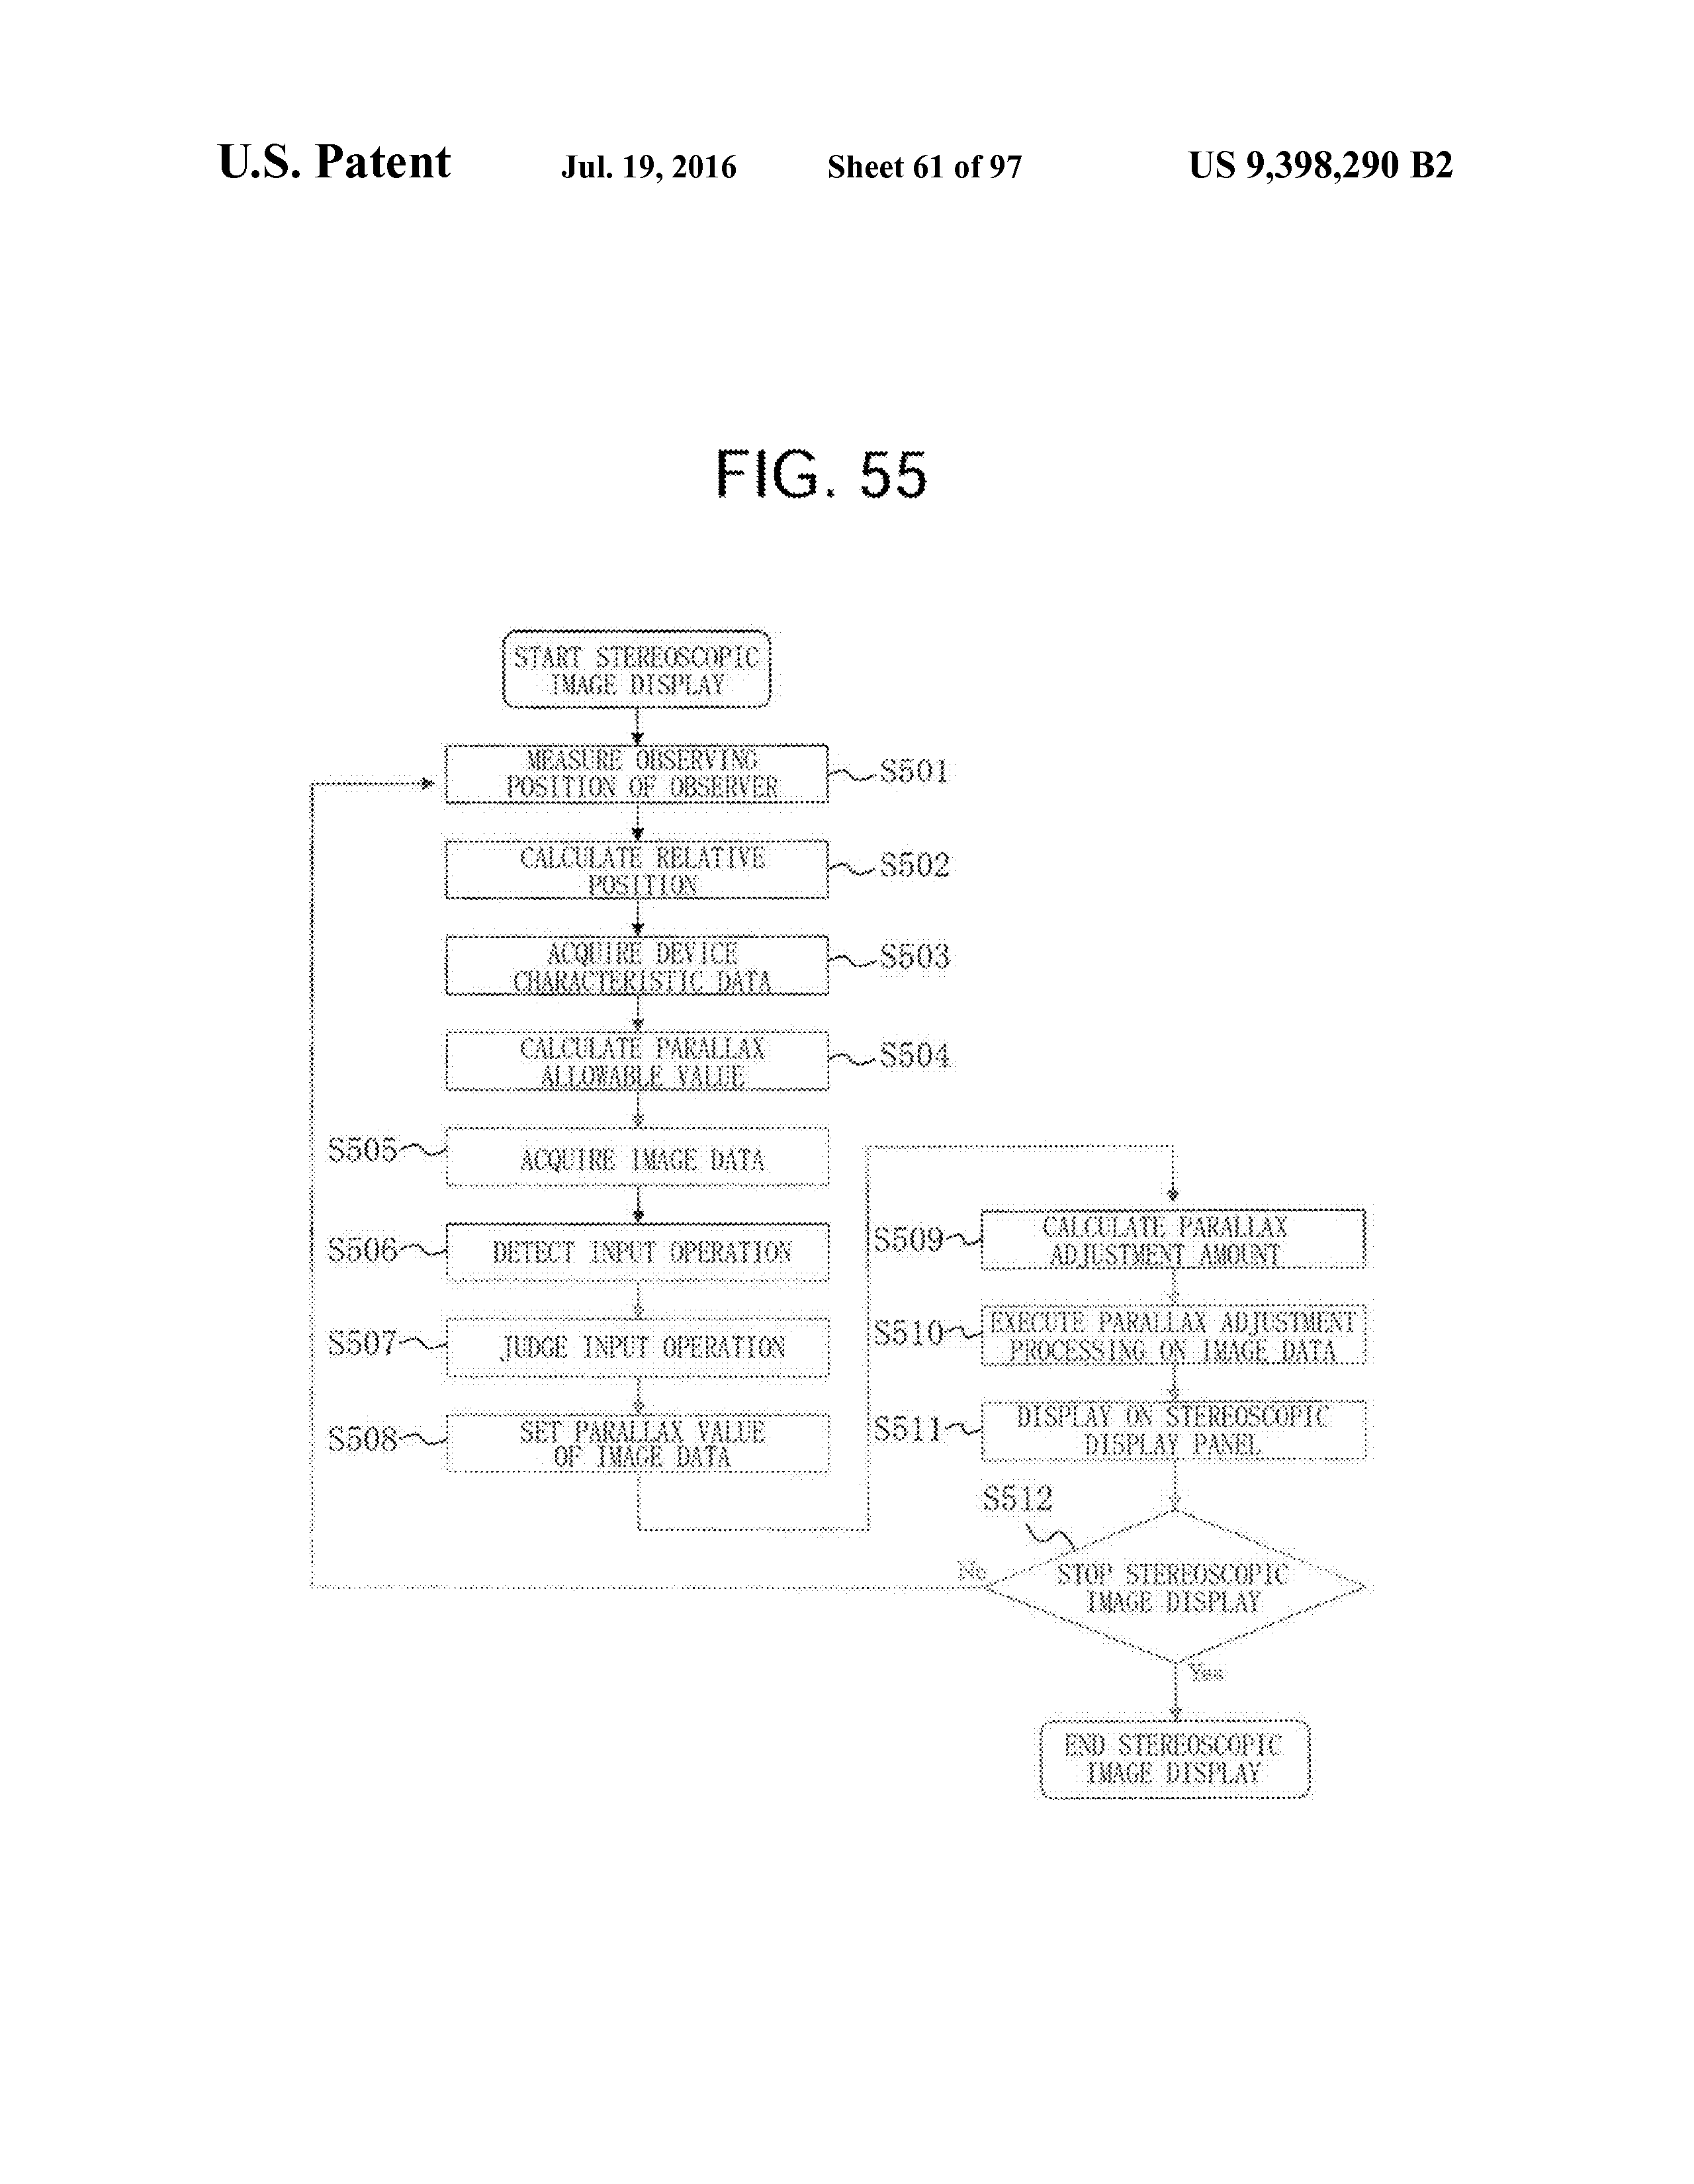 U.S. Patent Jul. 19, 2016 Sheet 61 of 97 US 9,398,290 B2
FIG. 55
START STEREOSCOPIC
IMAGE DISPLAY
MEASURE OBSERVING
POSITION OF OBSERVER
S501
CALCULATE RELATIVE
POSITION
S502
ACQUIRE DEVICE
CHARACTERISTIC DATA
S503
CALCULATE PARALLAX
ALLOWABLE VALUE
S504
S505
ACQUIRE IMAGE DATA
S506
DETECT INPUT OPERATION
S507
JUDGE INPUT OPERATION
S508
SET PARALLAX VALUE
OF IMAGE DATA
S509
CALCULATE PARALLAX
ADJUSTMENT AMOUNT
S510
EXECUTE PARALLAX ADJUSTMENT
PROCESSING ON IMAGE DATA
S511
DISPLAY ON STEREOSCOPIC
DISPLAY PANEL
S512
No
STOP STEREOSCOPIC
IMAGE DISPLAY
Yes
END STEREOSCOPIC
IMAGE DISPLAY